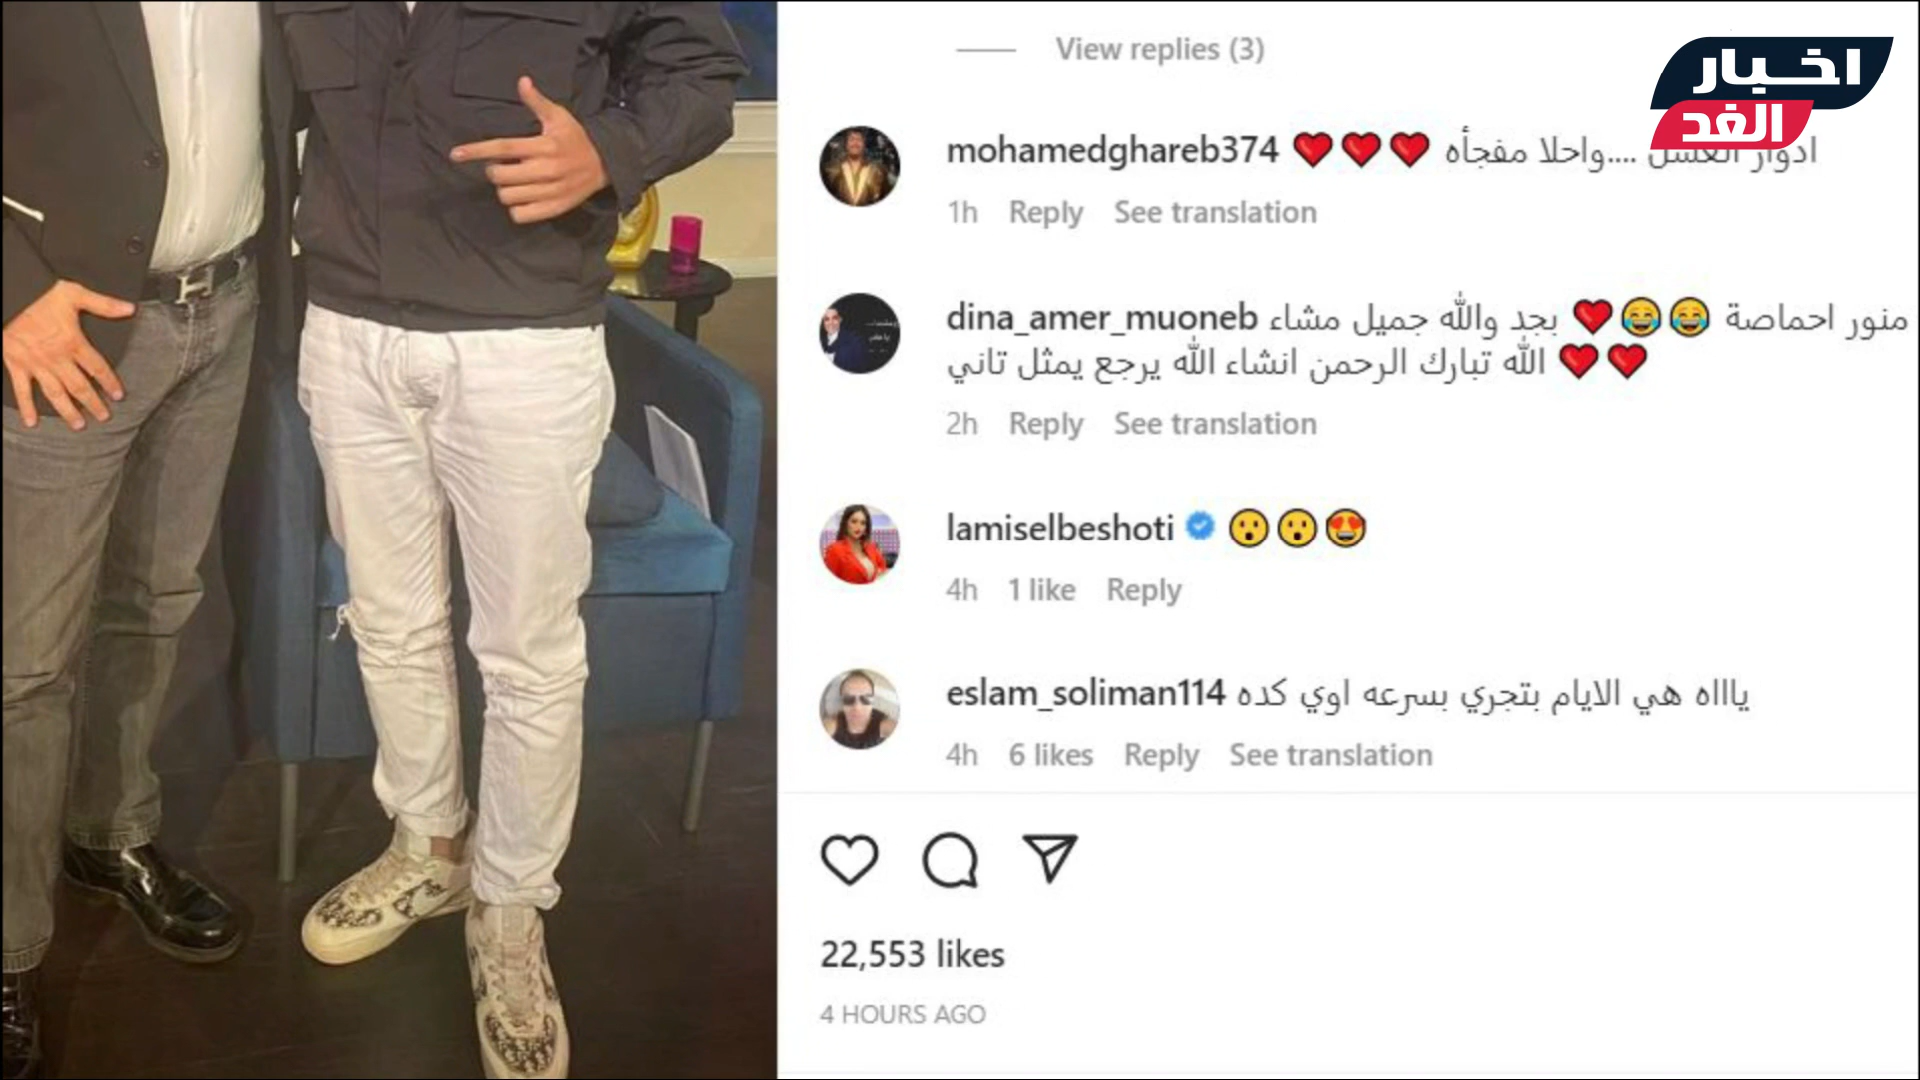 View replies (3)
اخبار
الغد
mohamedghareb374 ❤️❤️❤️ ادوار ....واحلا مفجأه
1h Reply See translation
dina_amer_muoneb منور احماصة 😂😂❤️ بجد والله جميل مشاء
الله تبارك الرحمن انشاء الله يرجع يمثل تاني ❤️❤️
2h Reply See translation
lamiselbeshoti 😮😮😍
4h 1 like Reply
eslam_soliman114 ياااه هي الايام بتجري بسرعه اوي كده
4h 6 likes Reply See translation
22,553 likes
4 HOURS AGO